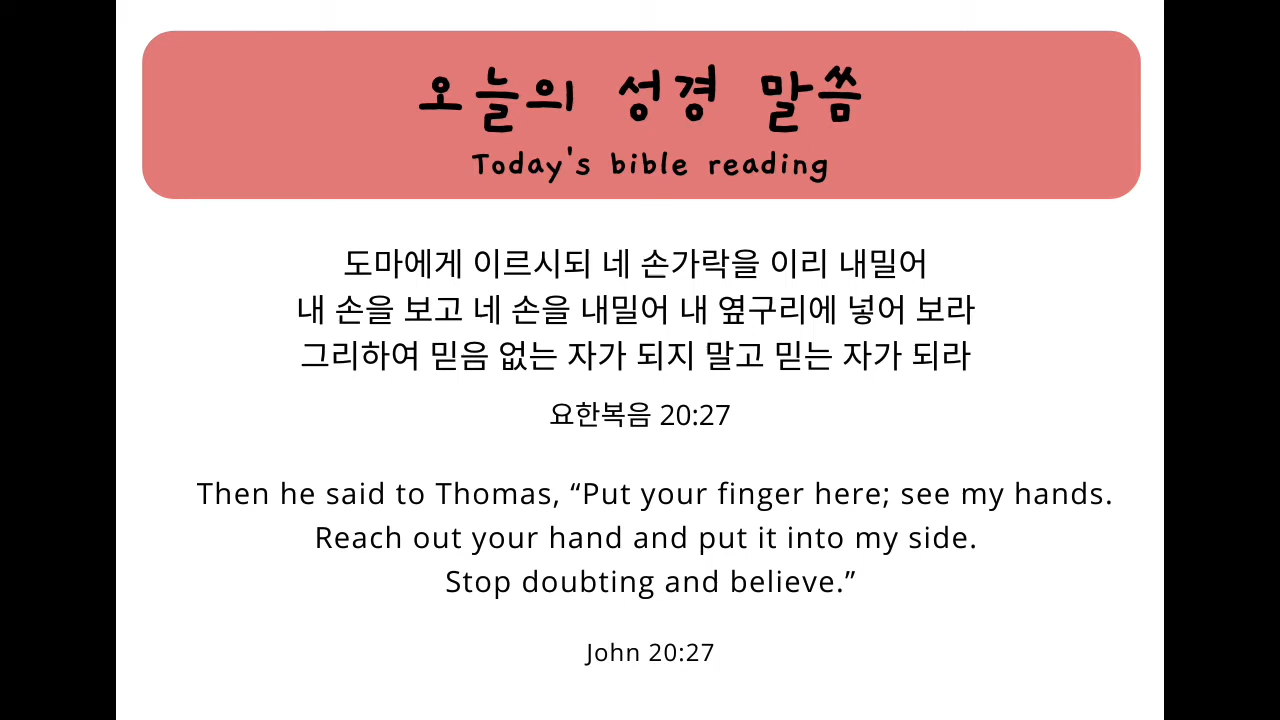 오늘의 성경 말씀
Today's bible reading
도마에게 이르시되 네 손가락을 이리 내밀어
내 손을 보고 네 손을 내밀어 내 옆구리에 넣어 보라
그리하여 믿음 없는 자가 되지 말고 믿는 자가 되라
요한복음 20:27
Then he said to Thomas, “Put your finger here; see my hands.
Reach out your hand and put it into my side.
Stop doubting and believe.”
John 20:27